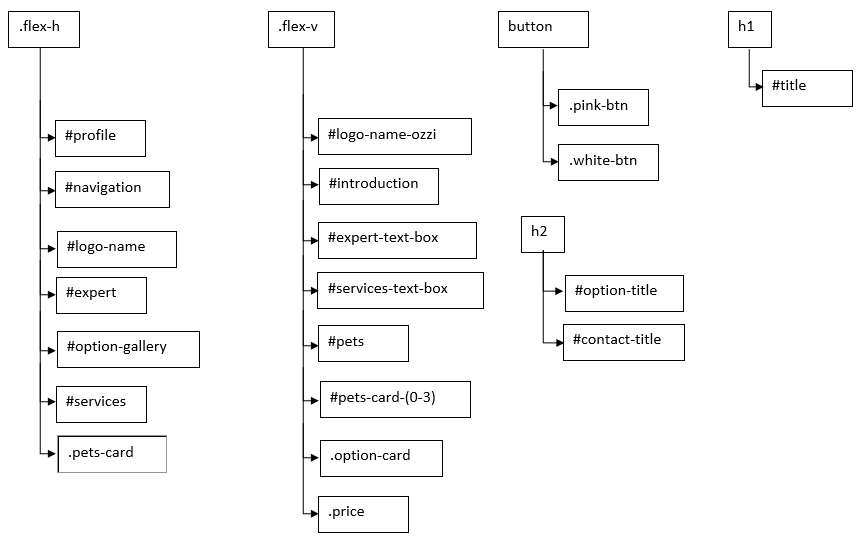 .flex-h
#profile
#navigation
#logo-name
#expert
#option-gallery
#services
.pets-card
.flex-v
#logo-name-ozzi
#introduction
#expert-text-box
#services-text-box
#pets
#pets-card-(0-3)
.option-card
.price
button
.pink-btn
.white-btn
h2
#option-title
#contact-title
h1
#title